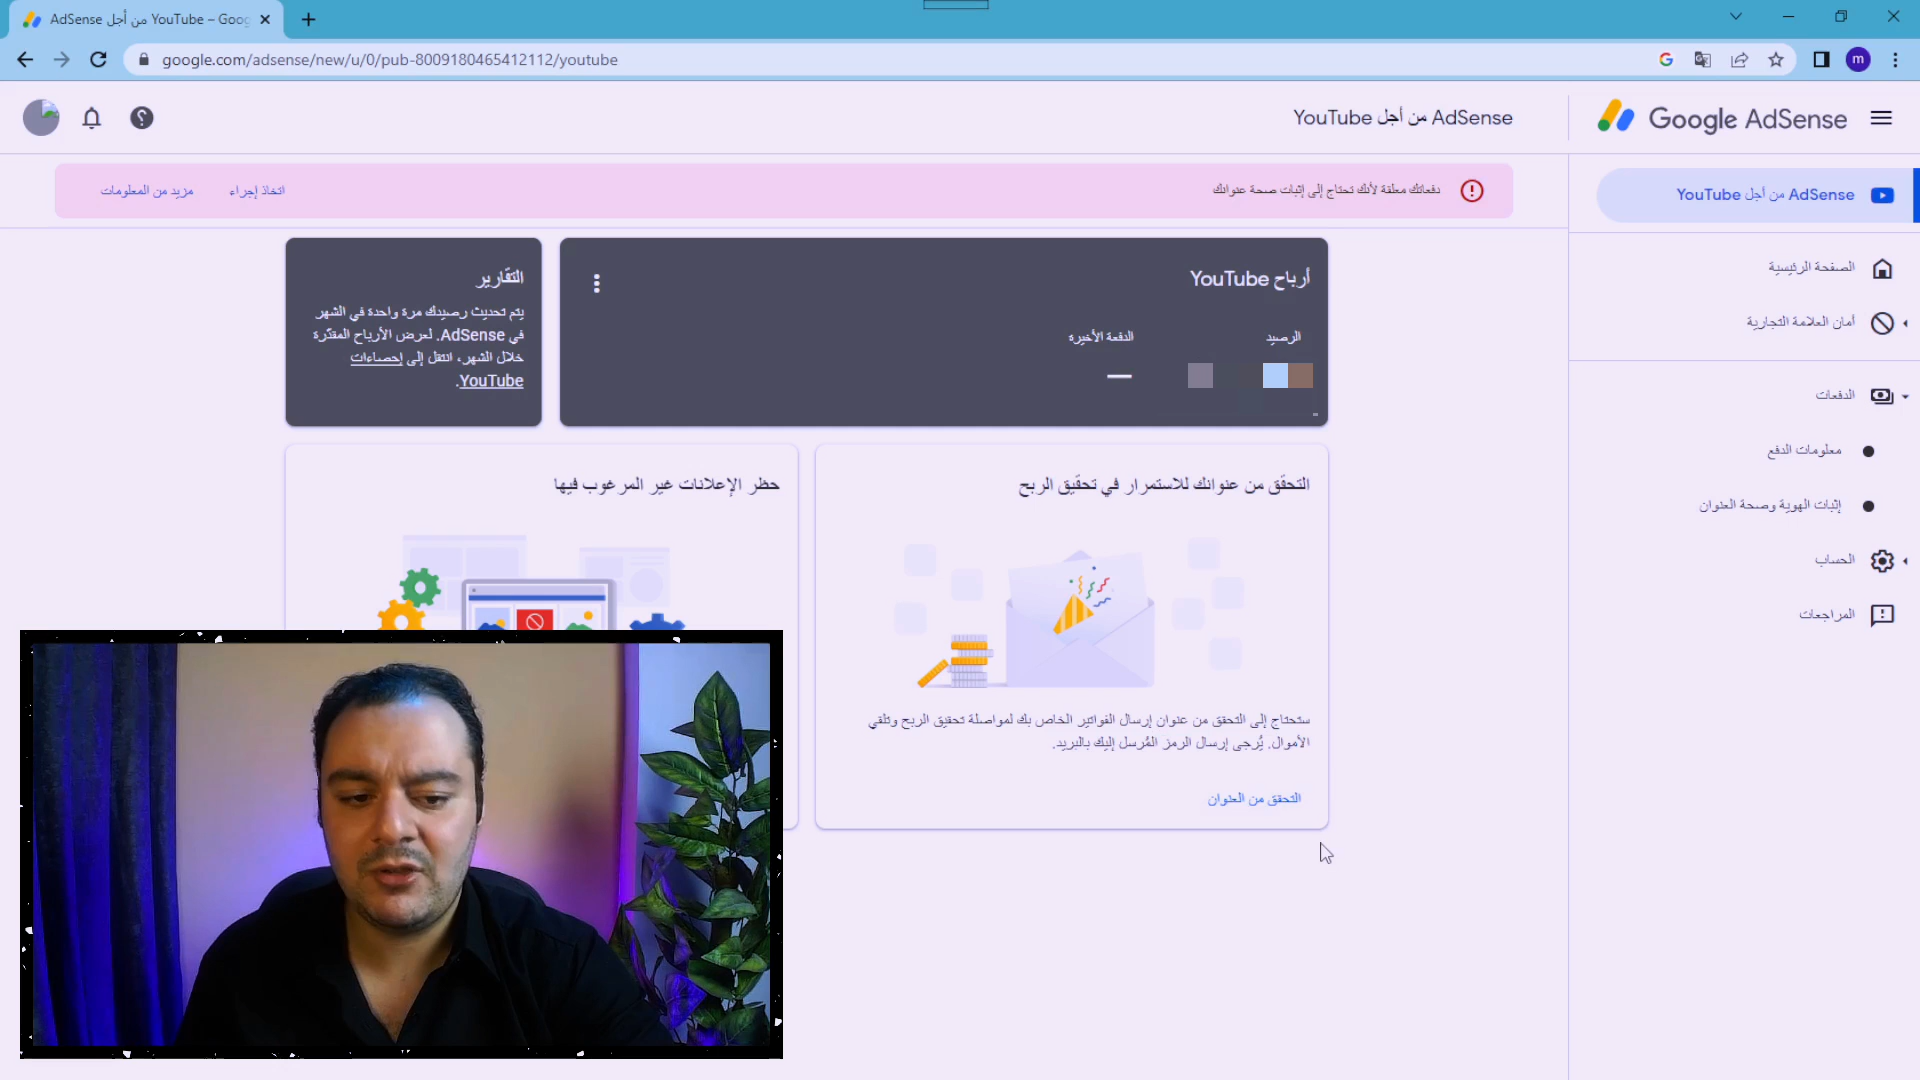 AdSense من أجل YouTube – Goog
google.com/adsense/new/u/0/pub-8009180465412112/youtube
m
Google AdSense
AdSense من أجل YouTube
دفعاتك معلقة لأنك تحتاج إلى إثبات صحة عنوانك
اتخاذ إجراء
مزيد من المعلومات
AdSense من أجل YouTube
الصفحة الرئيسية
أمان العلامة التجارية
الدفعات
معلومات الدفع
إثبات الهوية وصحة العنوان
الحساب
المراجعات
أرباح YouTube
الرصيد
الدفعة الأخيرة
—
التقارير
يتم تحديث رصيدك مرة واحدة في الشهر
في AdSense. لعرض الأرباح المقدّرة
خلال الشهر، انتقل إلى إحصاءات
YouTube.
التحقّق من عنوانك للاستمرار في تحقيق الربح
ستحتاج إلى التحقق من عنوان إرسال الفواتير الخاص بك لمواصلة تحقيق الربح وتلقي
الأموال. يُرجى إرسال الرمز المُرسل إليك بالبريد.
التحقق من العنوان
حظر الإعلانات غير المرغوب فيها